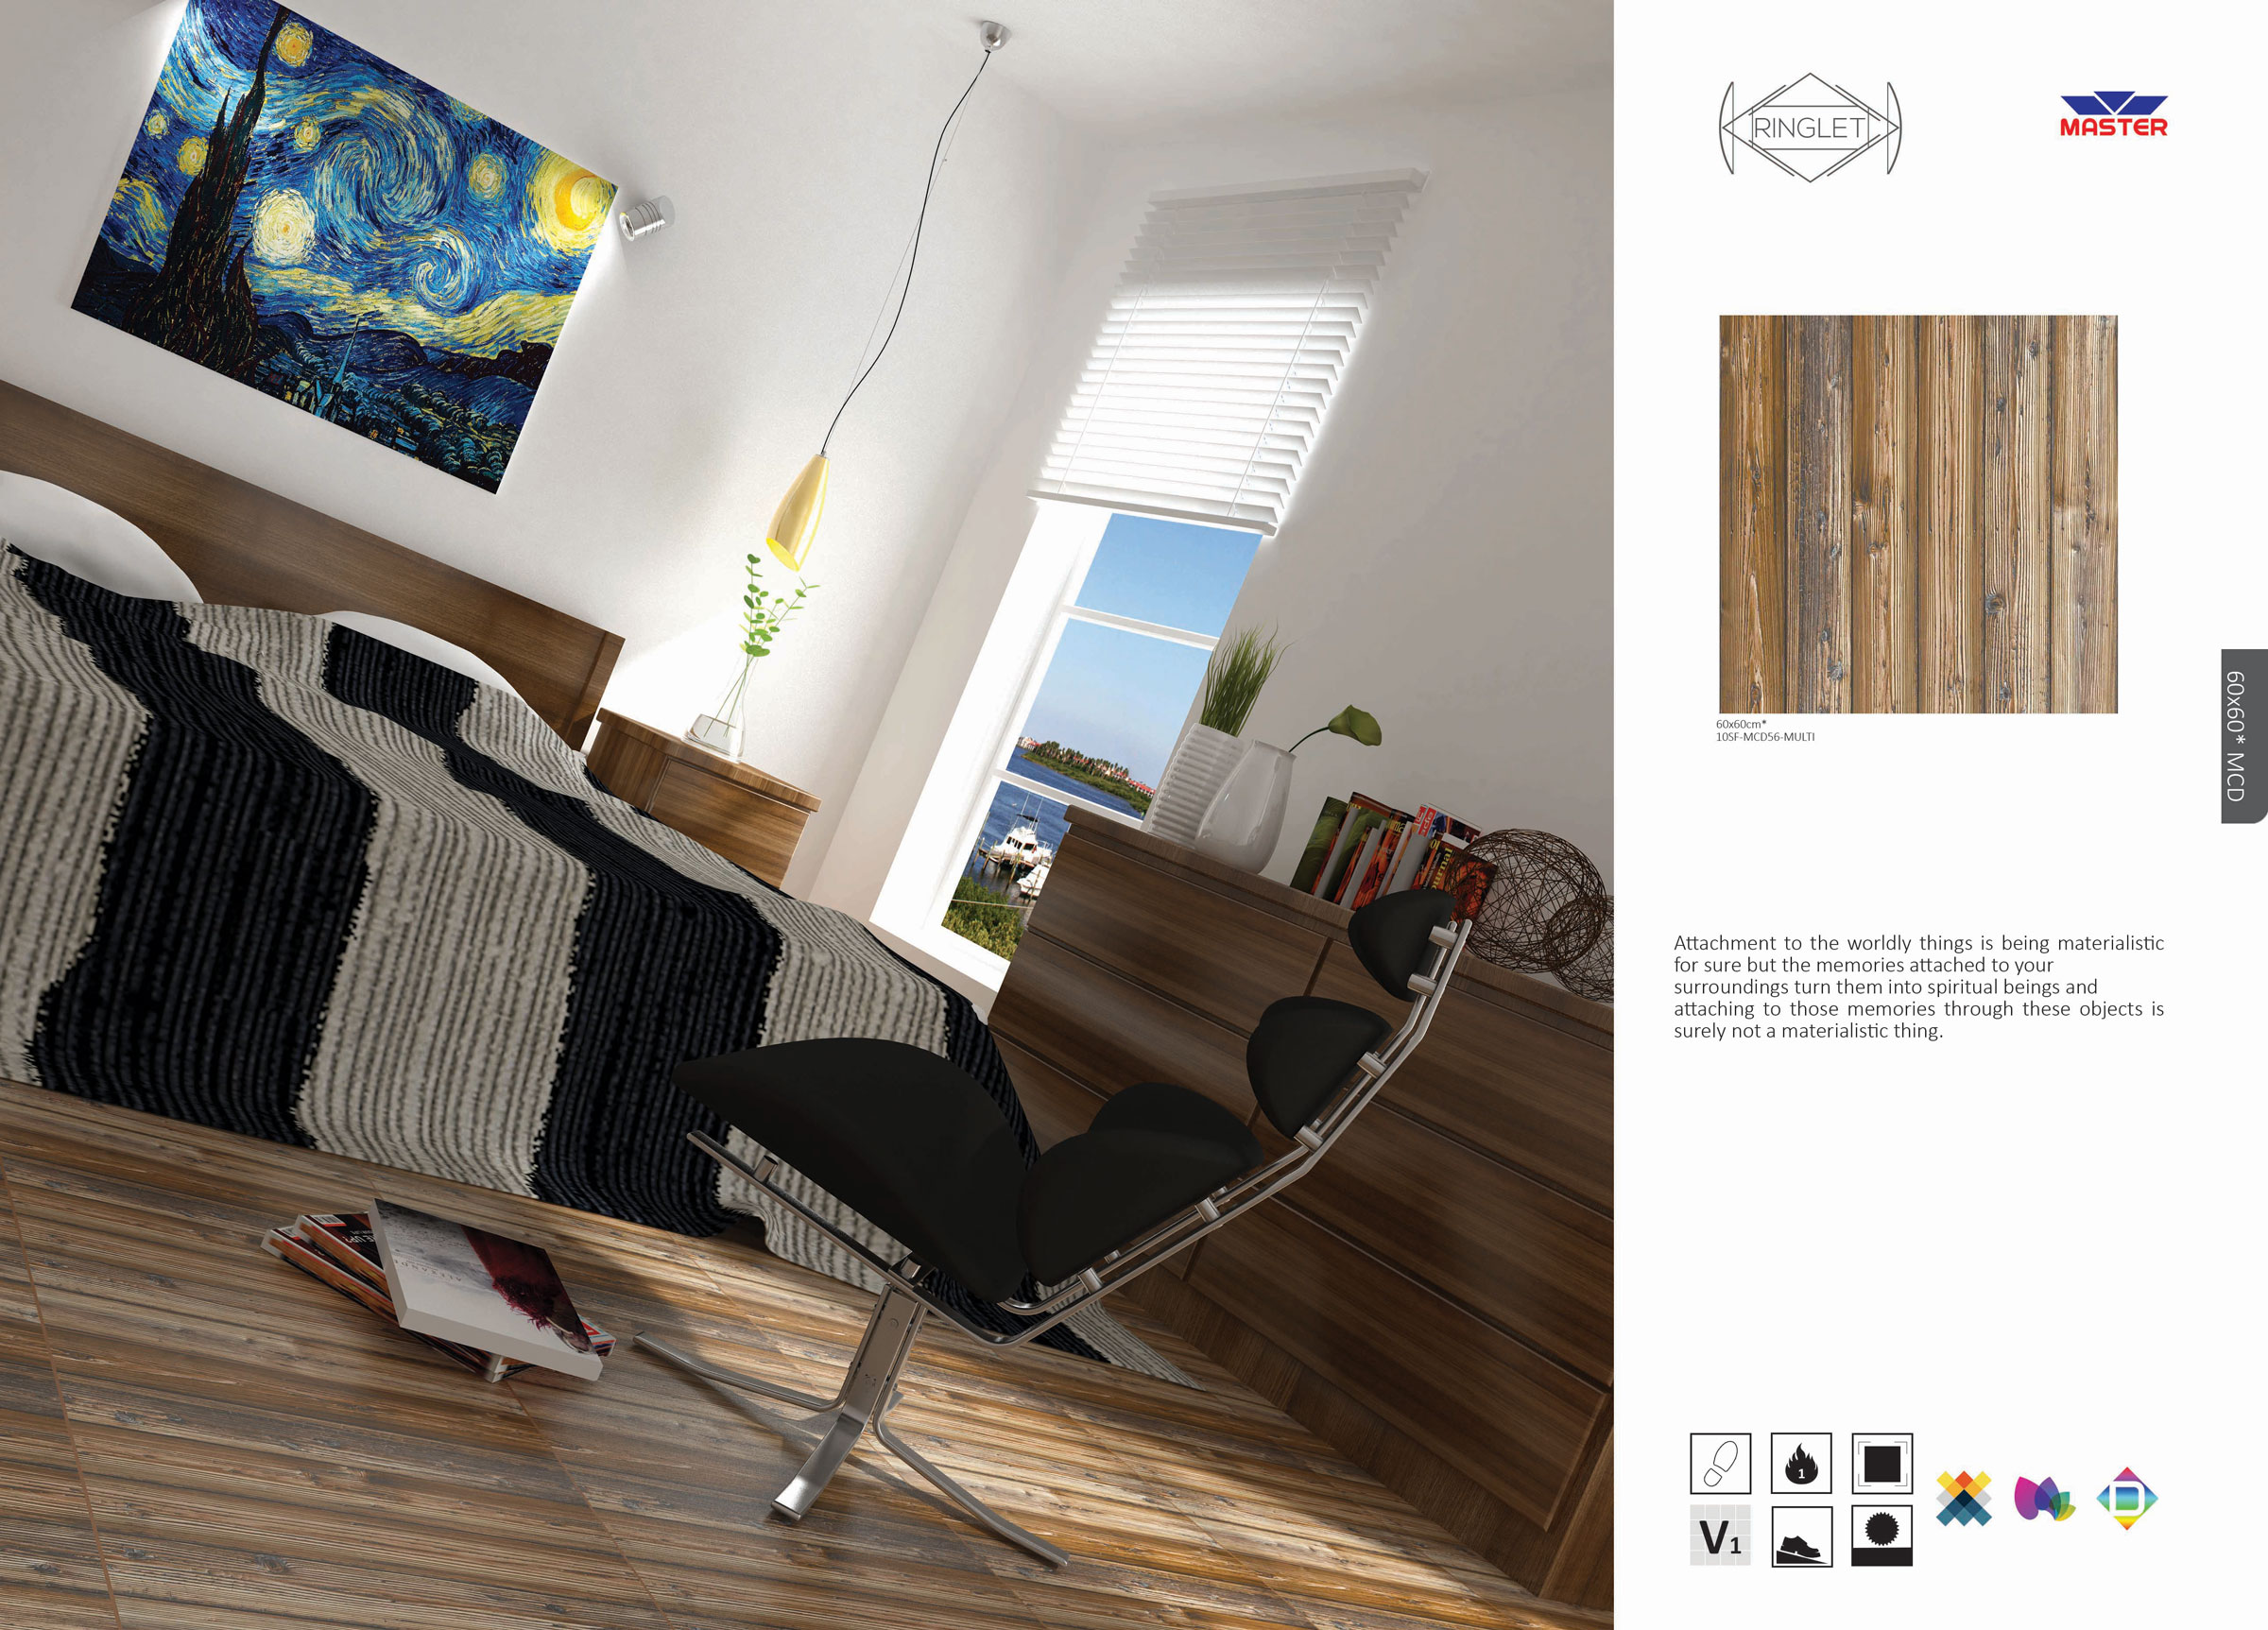 RINGLET
MASTER
60x60cm*
10SF-MCD56-MULTI
60x60* MCD
Attachment to the worldly things is being materialistic
for sure but the memories attached to your
surroundings turn them into spiritual beings and
attaching to those memories through these objects is
surely not a materialistic thing.
1
V1
D